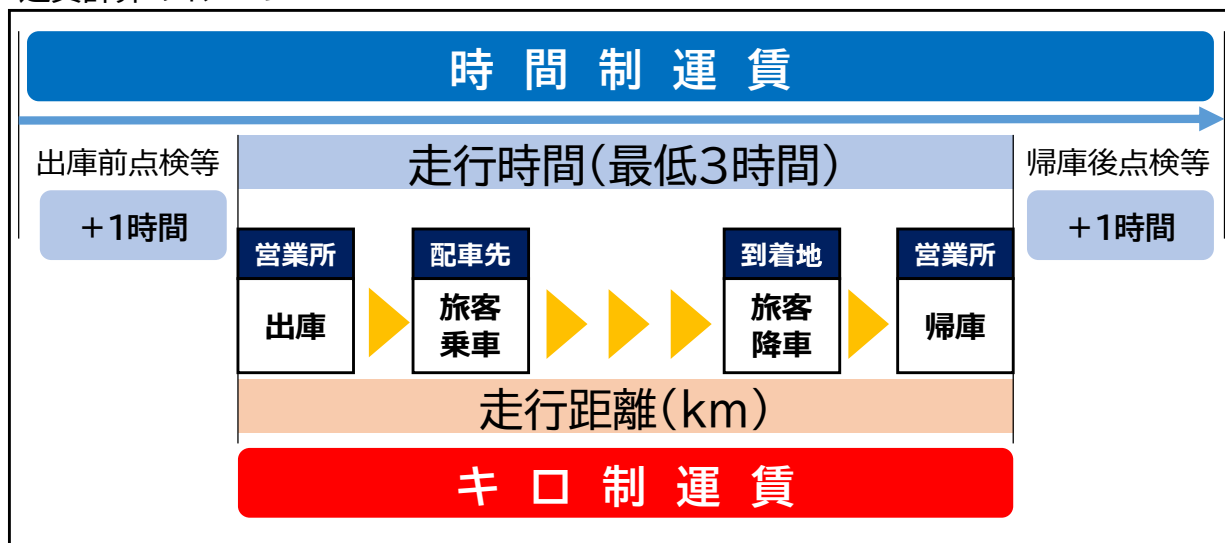 時間制運賃
出庫前点検等
走行時間(最低3時間)
帰庫後点検等
+1時間
+1時間
営業所
配車先
到着地
営業所
出庫
旅客
乗車
旅客
降車
帰庫
走行距離(km)
キロ制運賃